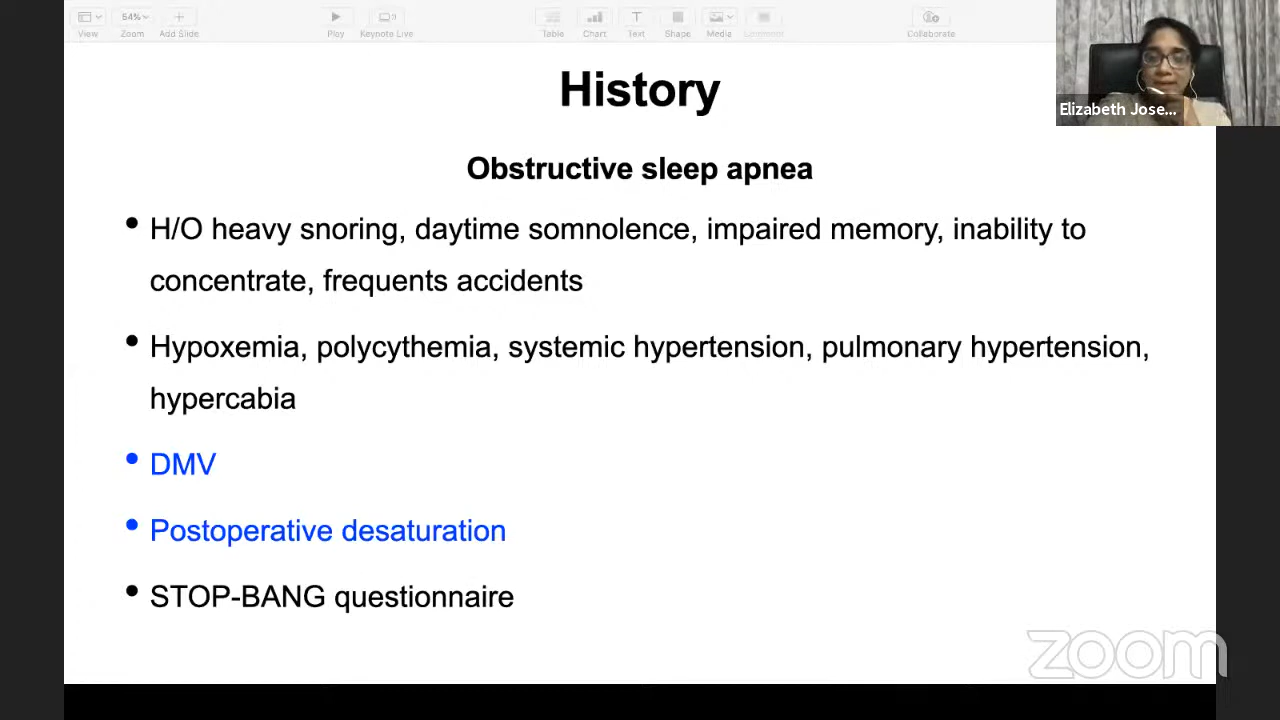 54%
View Zoom Add Slide Play Keynote Live Table Chart Text Shape Media Comment Collaborate
Elizabeth Jose...
History
Obstructive sleep apnea
• H/O heavy snoring, daytime somnolence, impaired memory, inability to
concentrate, frequents accidents
• Hypoxemia, polycythemia, systemic hypertension, pulmonary hypertension,
hypercabia
• DMV
• Postoperative desaturation
• STOP-BANG questionnaire
zoom